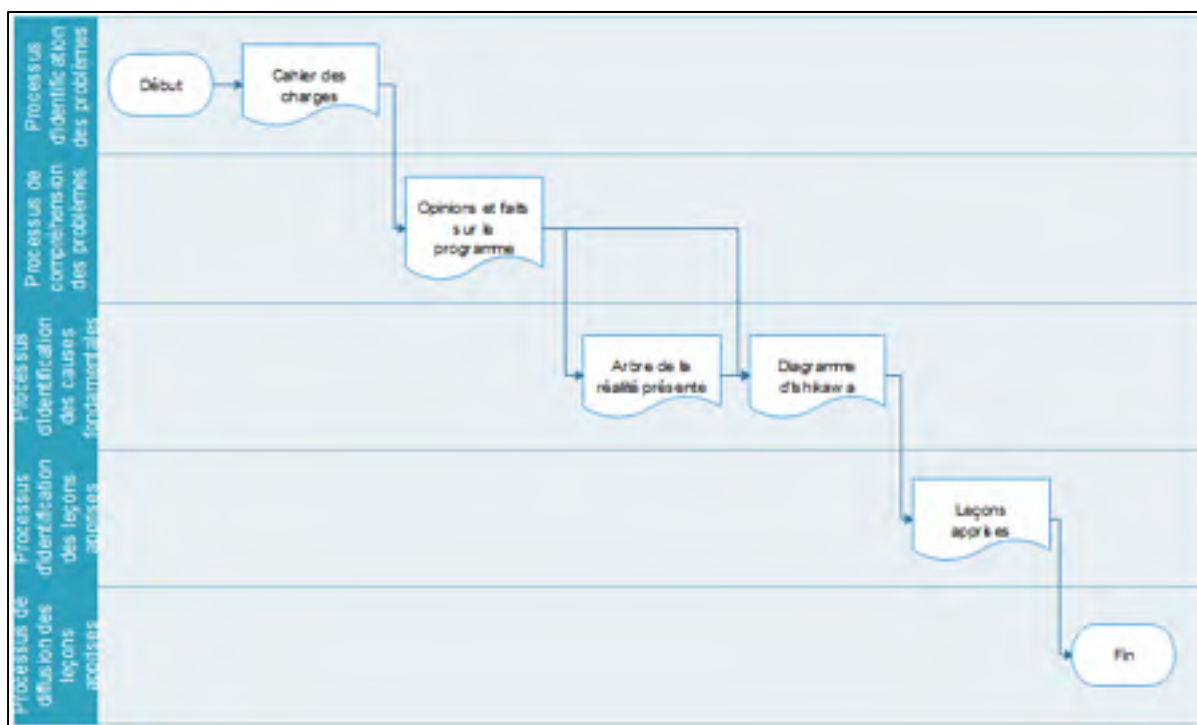 Processus
d'identification
des problèmes
Début
Cahier des
charges
Processus de
compréhension
des problèmes
Opinions et faits
sur le
programme
Processus
d'identification
des causes
fondamentales
Arbre de la
réalité présente
Diagramme
d'Ishikawa
Processus
d'identification
des leçons
apprises
Leçons
apprises
Processus de
diffusion des
leçons
apprises
Fin